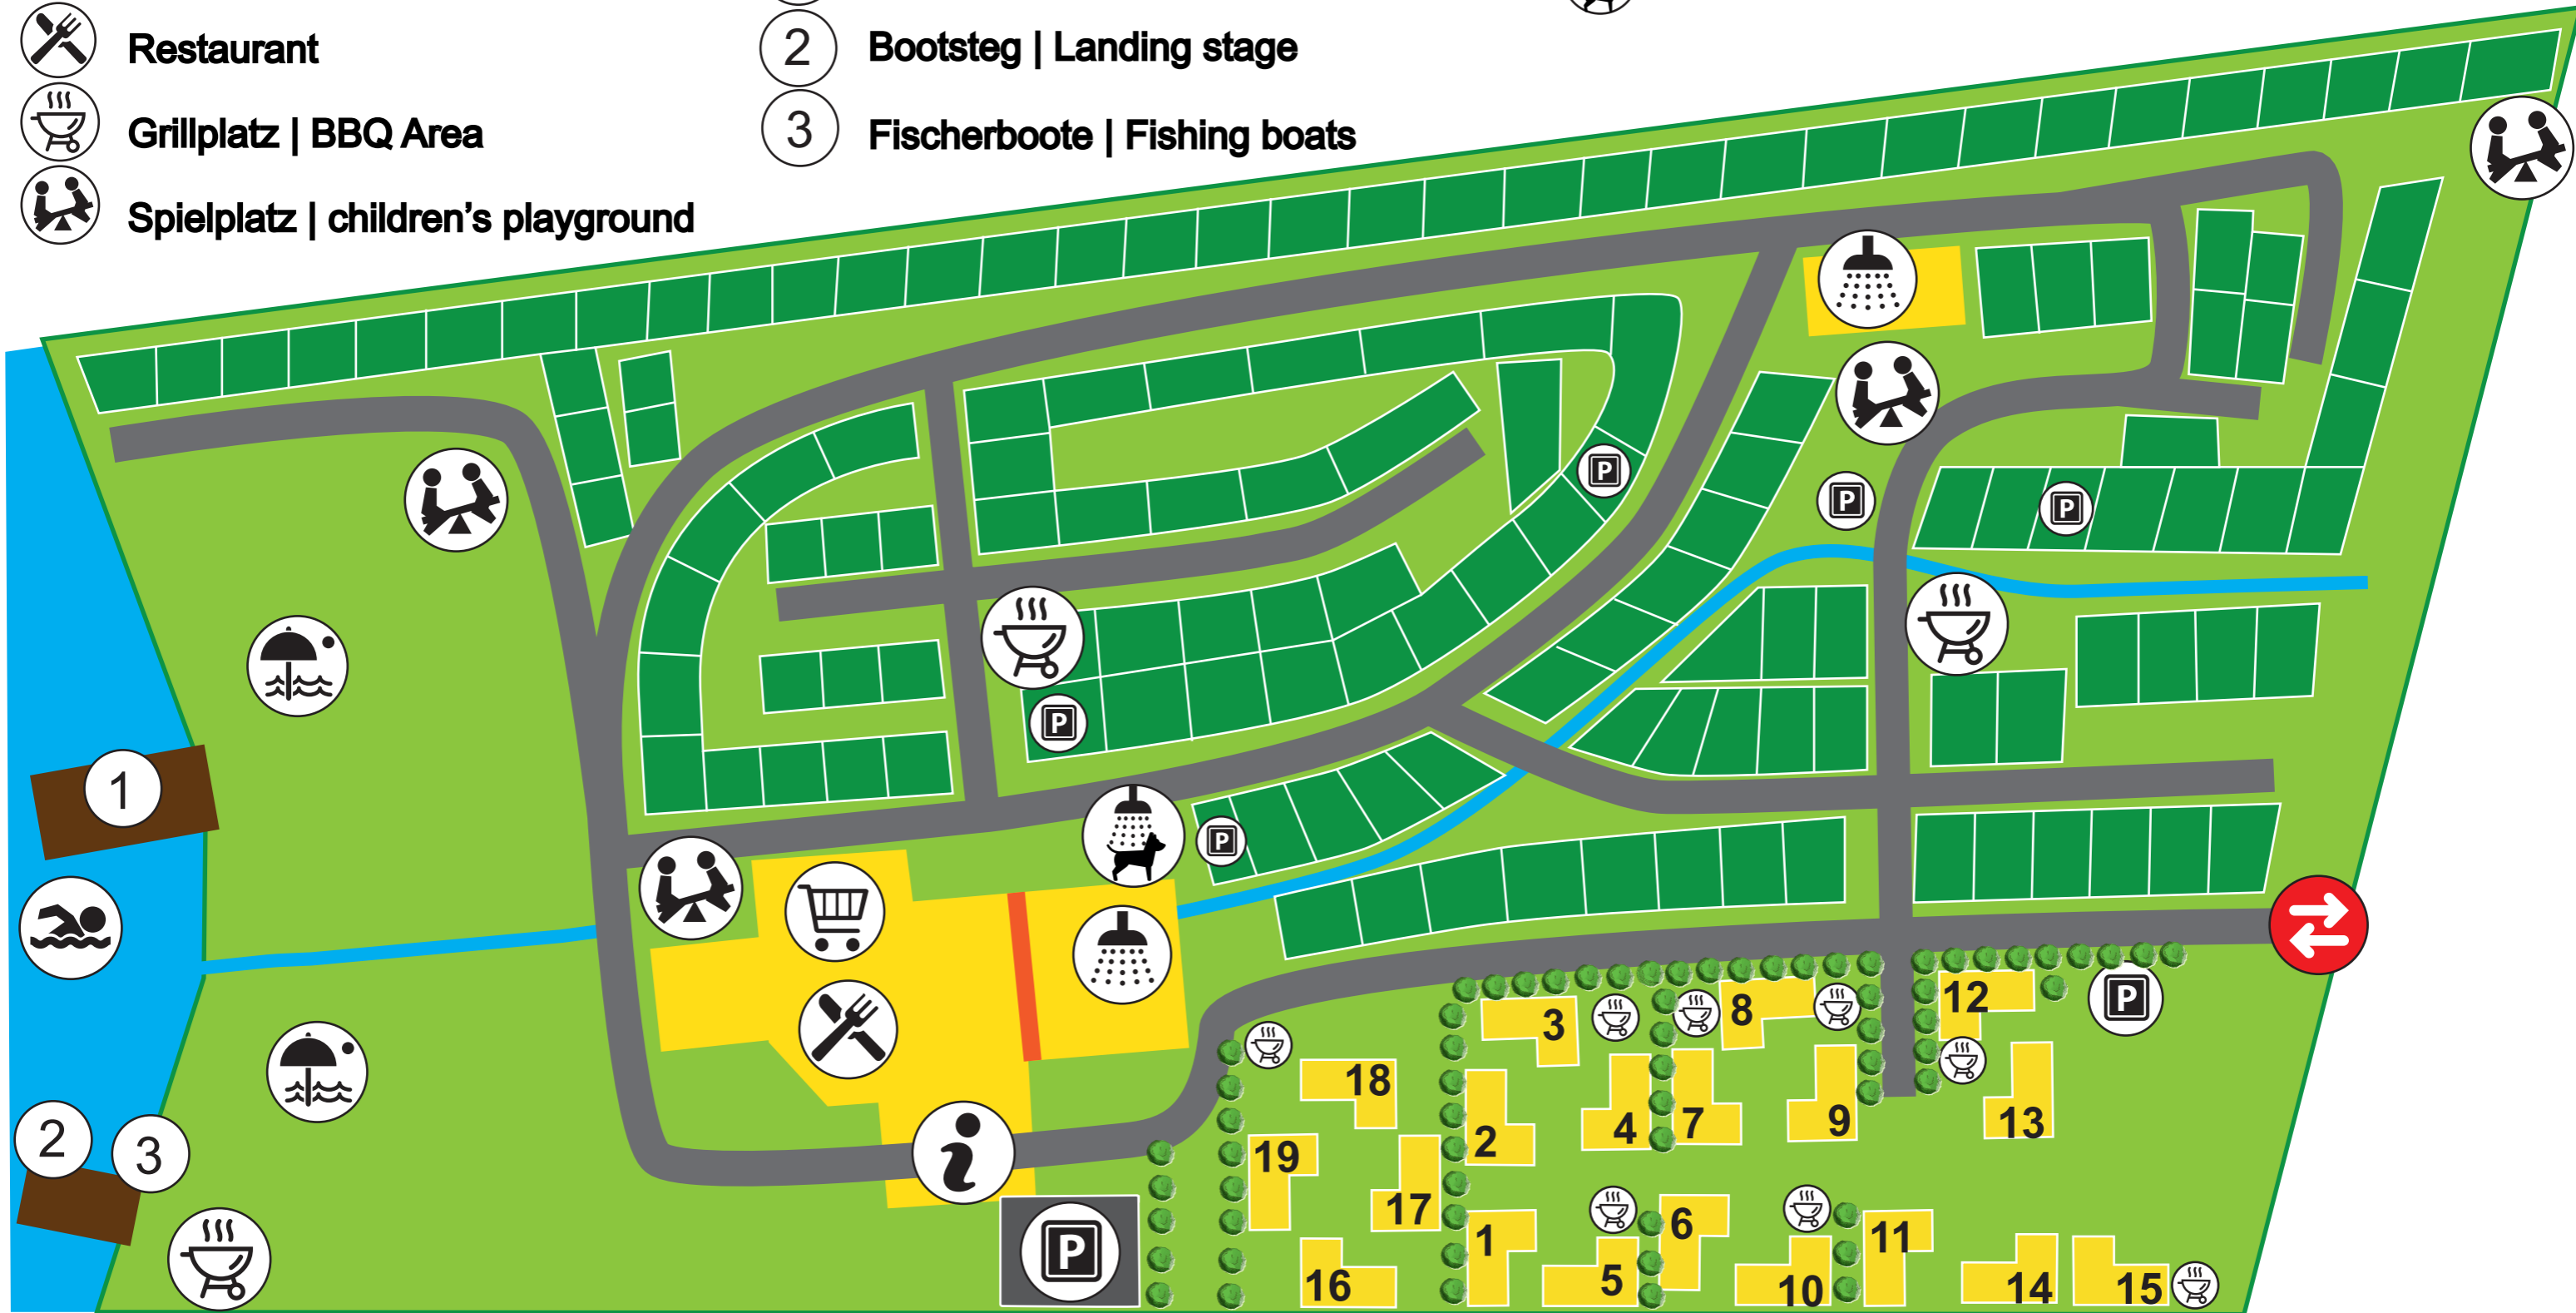 Restaurant
Grillplatz | BBQ Area
Spielplatz | children's playground
2 Bootsteg | Landing stage
3 Fischerboote | Fishing boats
P
P
P
P
P
1
2
3
i
P
P
3
8
12
18
4
7
9
13
2
19
17
1
6
11
16
5
10
14
15